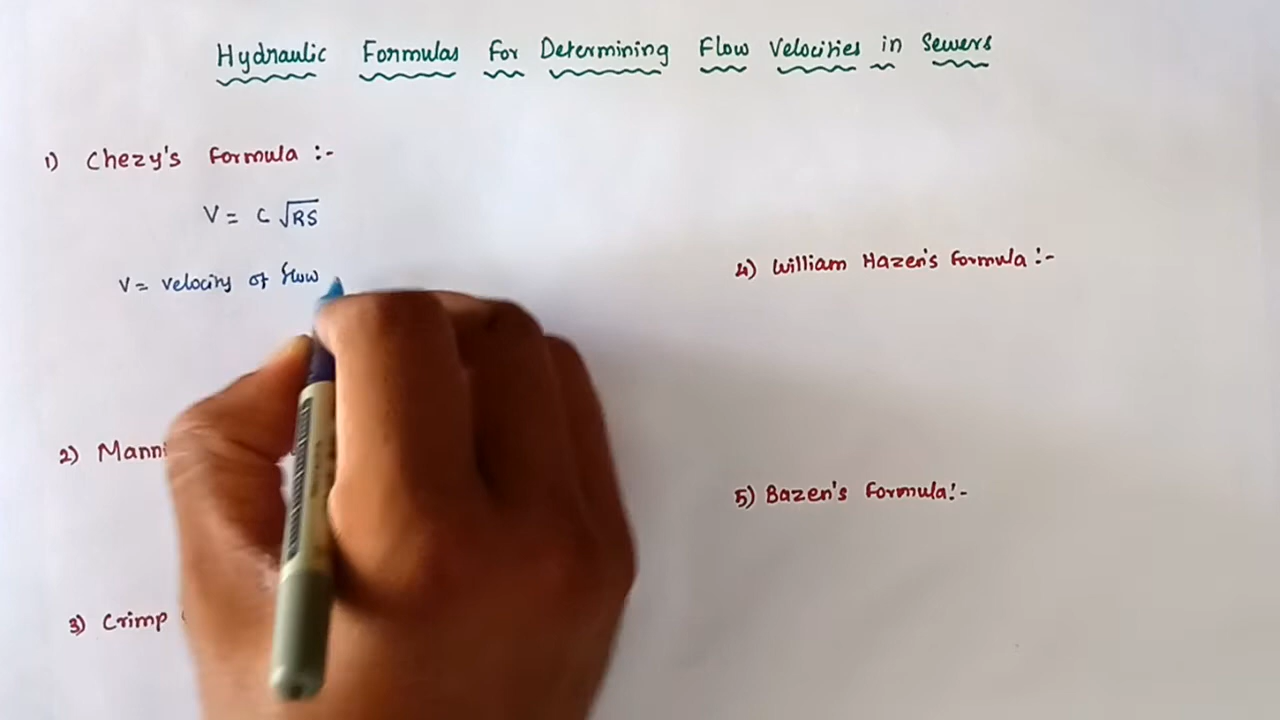 Hydraulic Formulas For Determining Flow Velocities in Sewers
1) Chezy's Formula :-
V = C √RS
V = velocity of flow
2) Manni
3) Crimp
4) William Hazen's Formula :-
5) Bazen's Formula :-